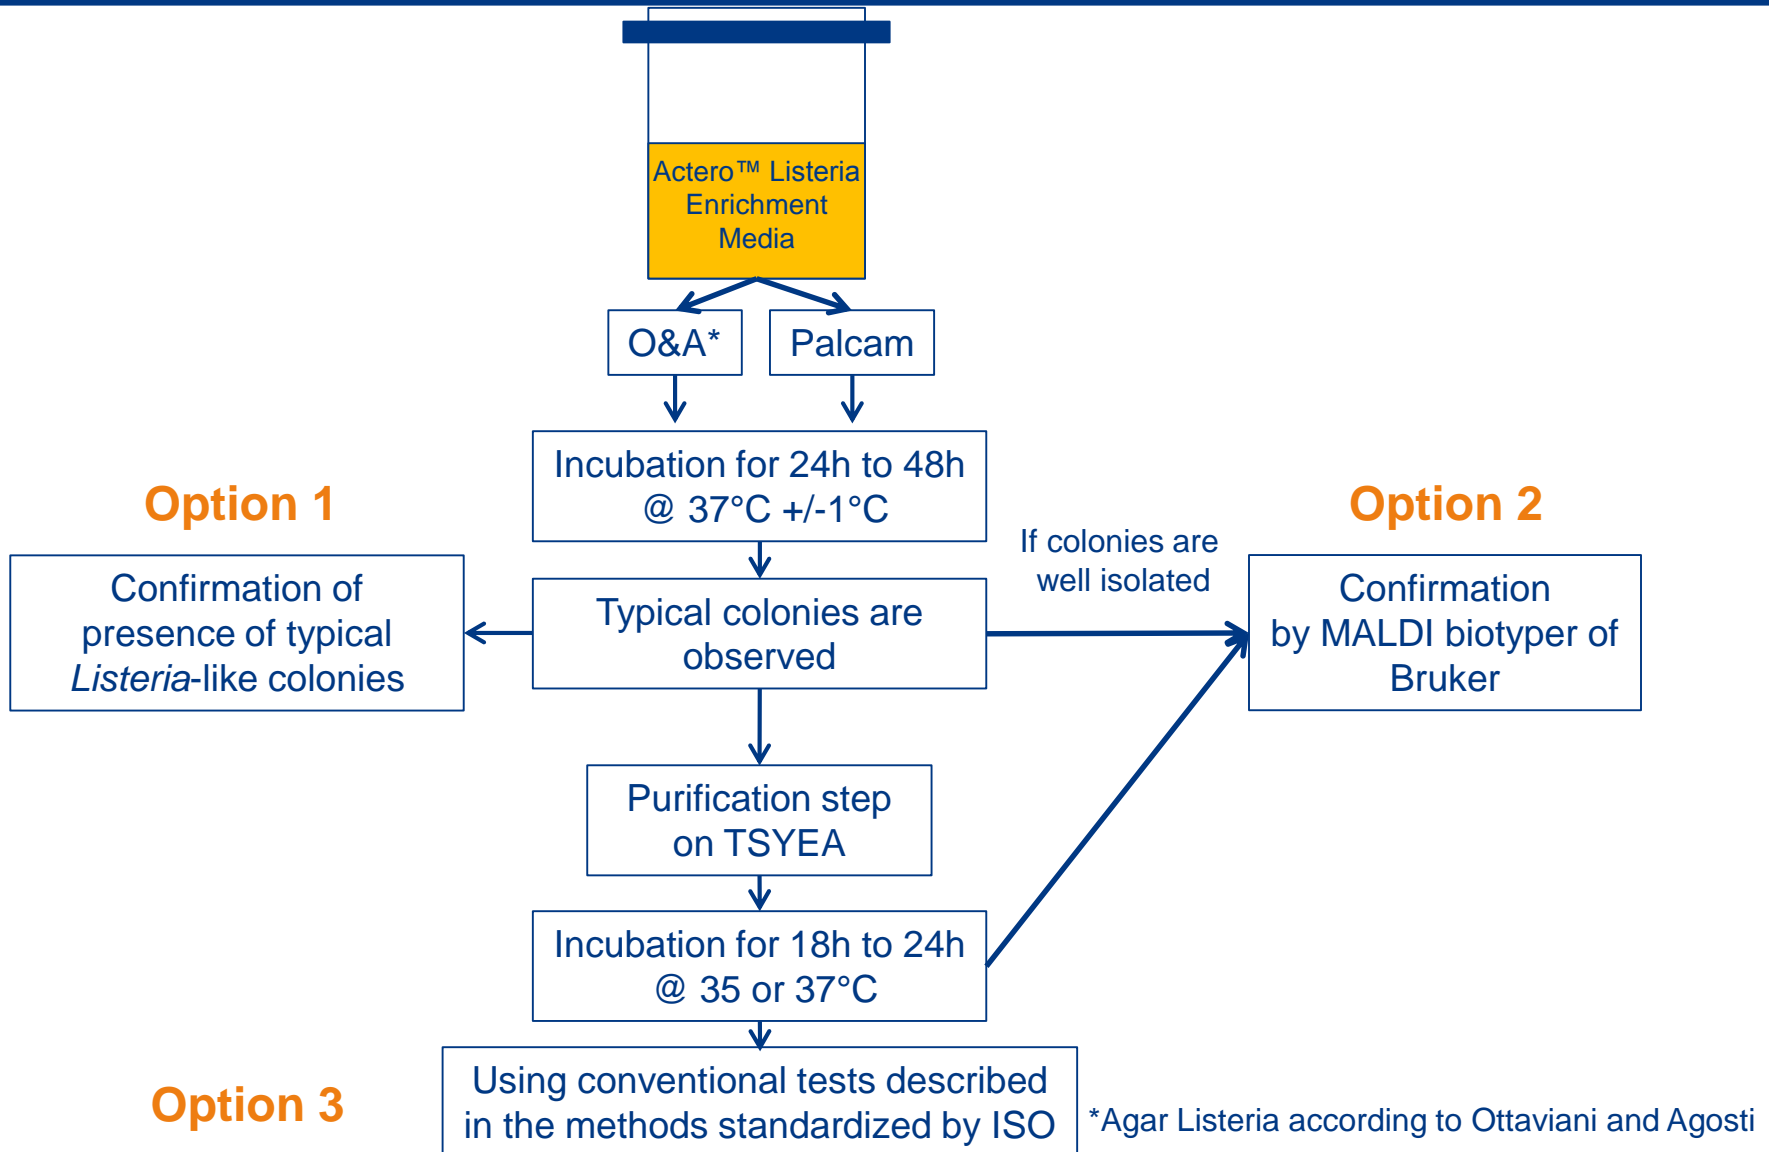 Actero™ Listeria
Enrichment
Media
O&A*
Palcam
Incubation for 24h to 48h
@ 37°C +/-1°C
Option 1
Option 2
If colonies are
well isolated
Confirmation of
presence of typical
Listeria-like colonies
Typical colonies are
observed
Confirmation
by MALDI biotyper of
Bruker
Purification step
on TSYEA
Incubation for 18h to 24h
@ 35 or 37°C
Option 3
Using conventional tests described
in the methods standardized by ISO
*Agar Listeria according to Ottaviani and Agosti